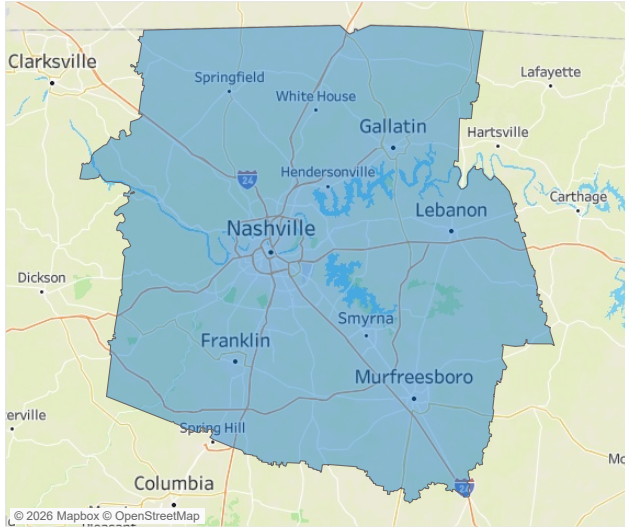 Clarksville
Springfield
Lafayette
White House
Gallatin
Hartsville
24
Hendersonville
Carthage
Lebanon
Nashville
Dickson
Smyrna
Franklin
Murfreesboro
erville
Spring Hill
Mc
Columbia
24
© 2026 Mapbox © OpenStreetMap